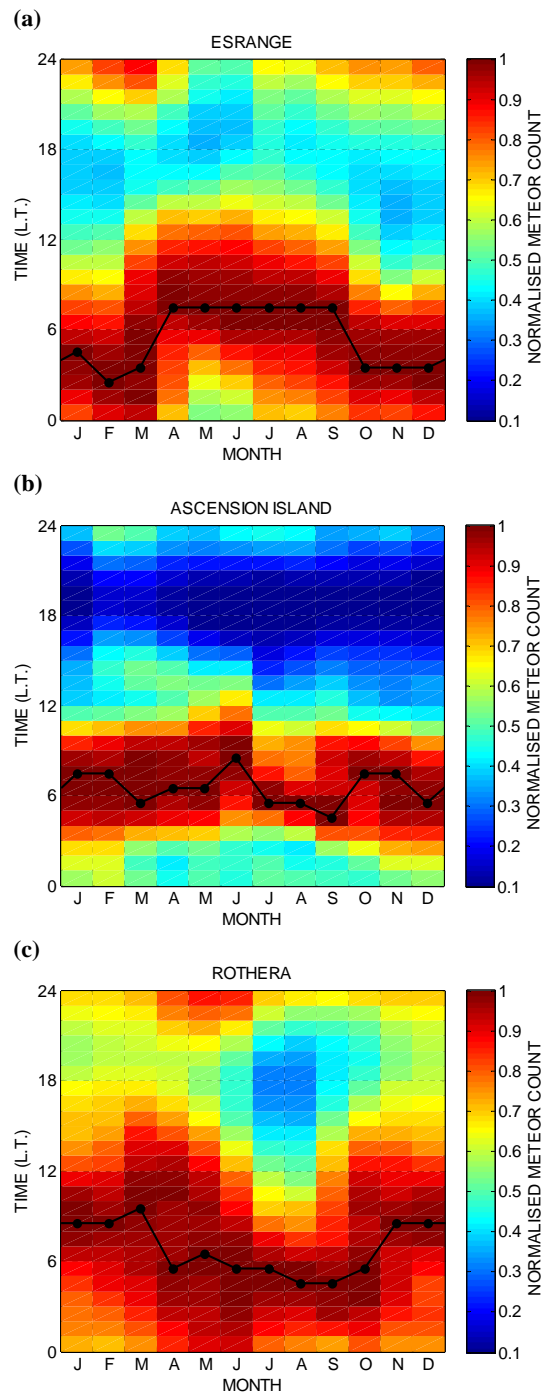 (a)
ESRANGE
24
18
12
6
0
TIME (L.T.)
J F M A M J J A S O N D
MONTH
1
0.9
0.8
0.7
0.6
0.5
0.4
0.3
0.2
0.1
NORMALISED METEOR COUNT
(b)
ASCENSION ISLAND
24
18
12
6
0
TIME (L.T.)
J F M A M J J A S O N D
MONTH
1
0.9
0.8
0.7
0.6
0.5
0.4
0.3
0.2
0.1
NORMALISED METEOR COUNT
(c)
ROTHERA
24
18
12
6
0
TIME (L.T.)
J F M A M J J A S O N D
MONTH
1
0.9
0.8
0.7
0.6
0.5
0.4
0.3
0.2
0.1
NORMALISED METEOR COUNT